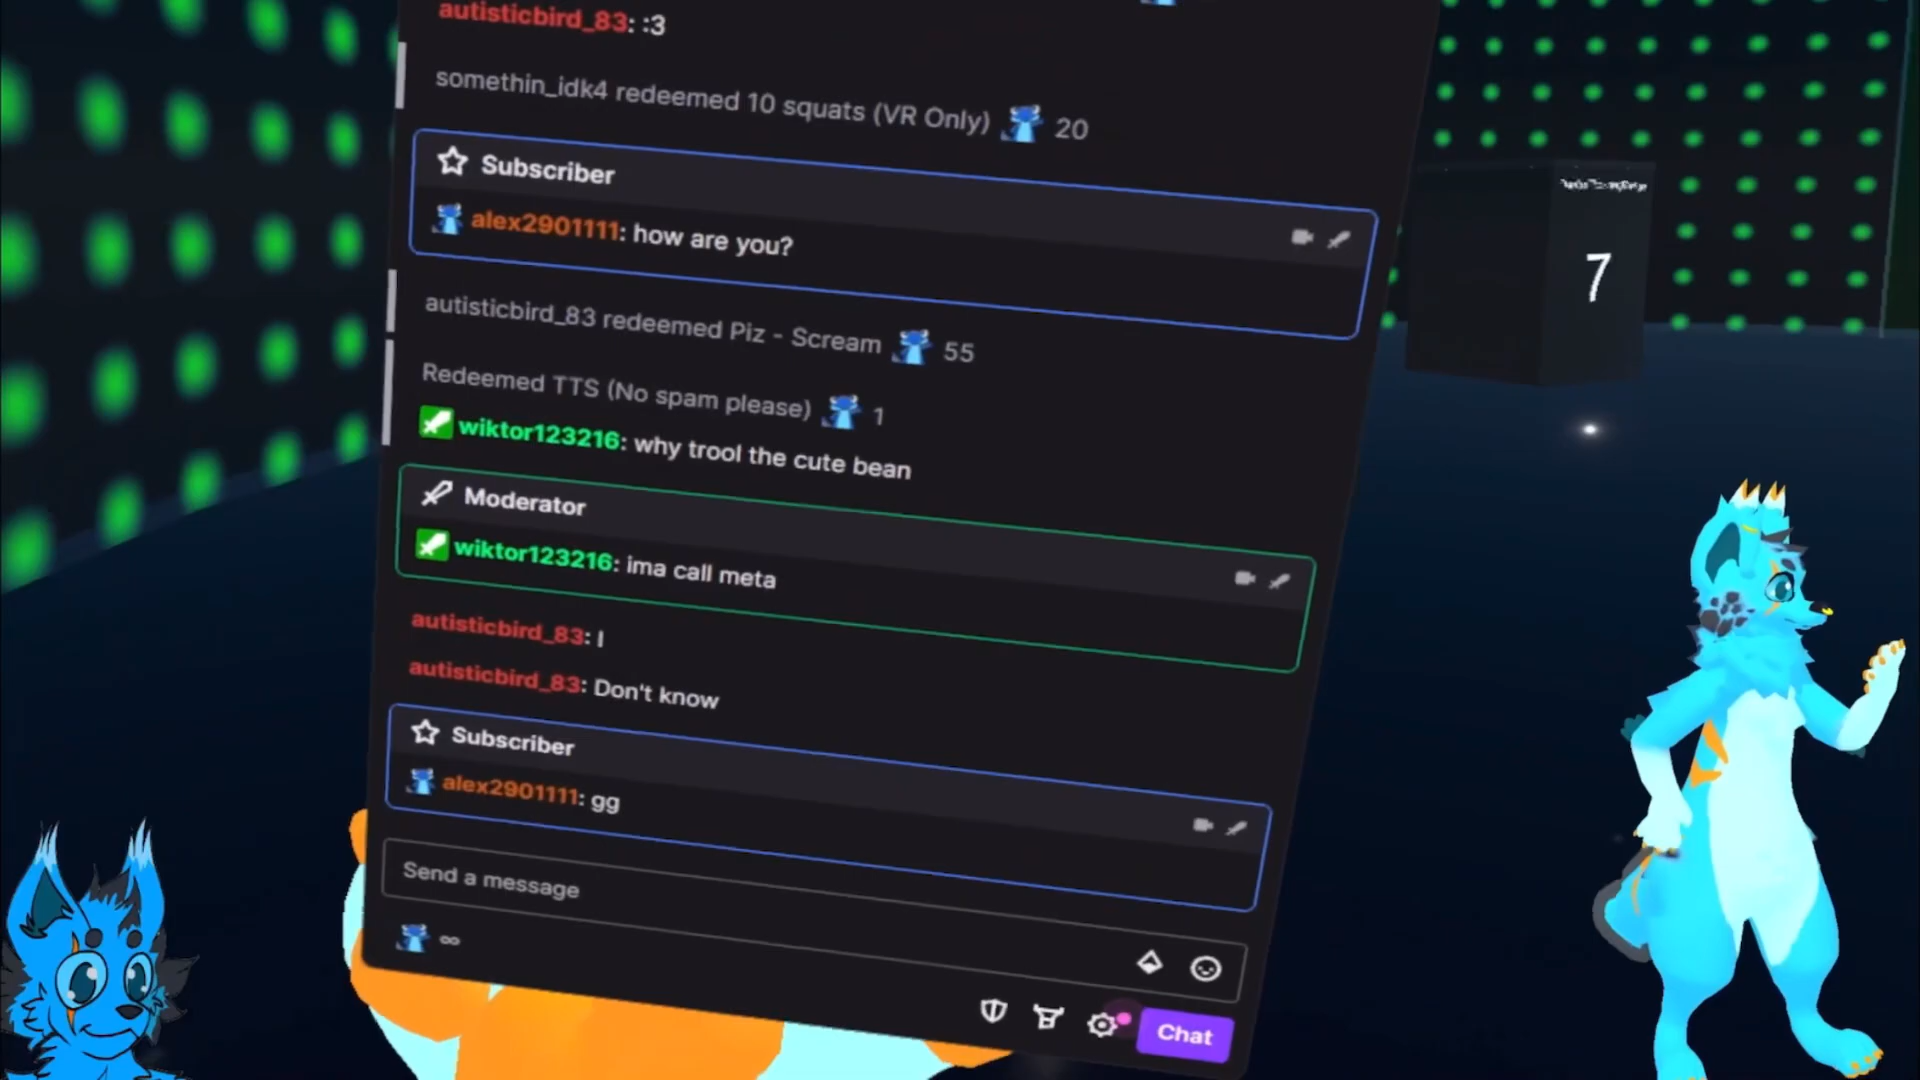 autisticbird_83: :3
somethin_idk4 redeemed 10 squats (VR Only) 20
Subscriber
alex2901111: how are you?
autisticbird_83 redeemed Piz - Scream 55
Redeemed TTS (No spam please) 1
wiktor123216: why trool the cute bean
Moderator
wiktor123216: ima call meta
autisticbird_83: I
autisticbird_83: Don't know
Subscriber
alex2901111: gg
Send a message
∞
Chat
7